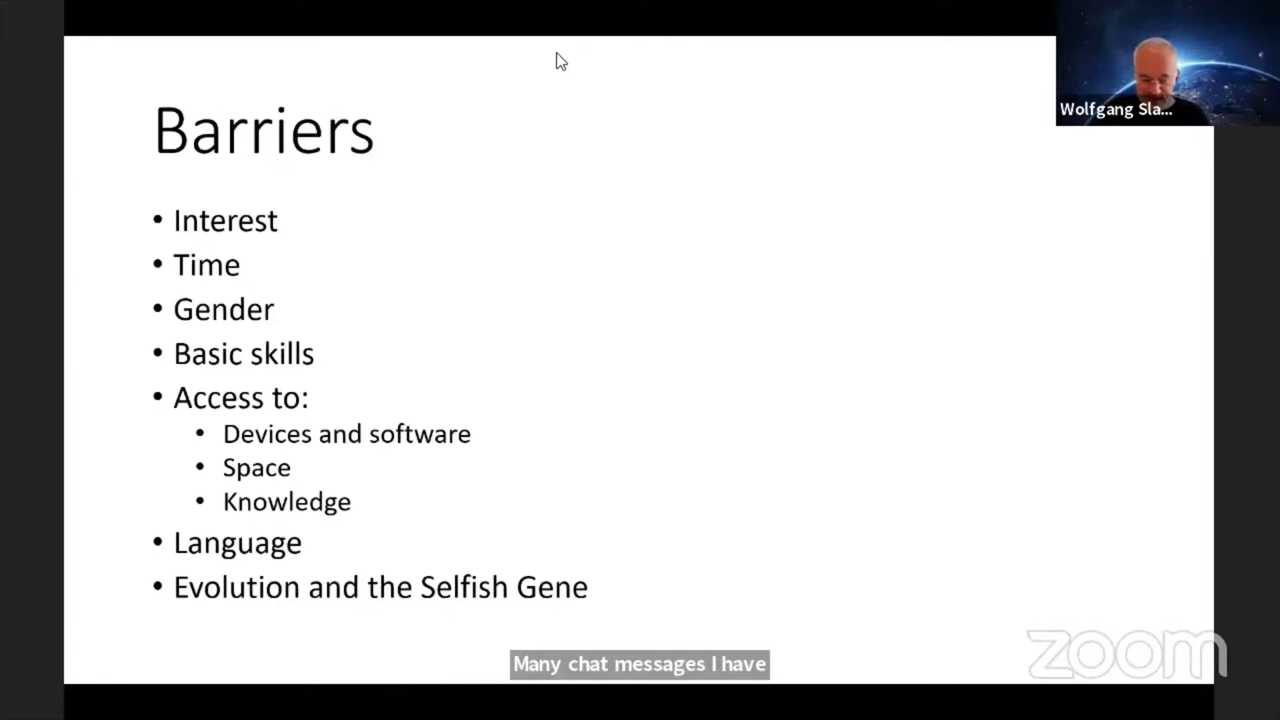 Barriers
Wolfgang Sla...
• Interest
• Time
• Gender
• Basic skills
• Access to:
• Devices and software
• Space
• Knowledge
• Language
• Evolution and the Selfish Gene
zoom
Many chat messages I have